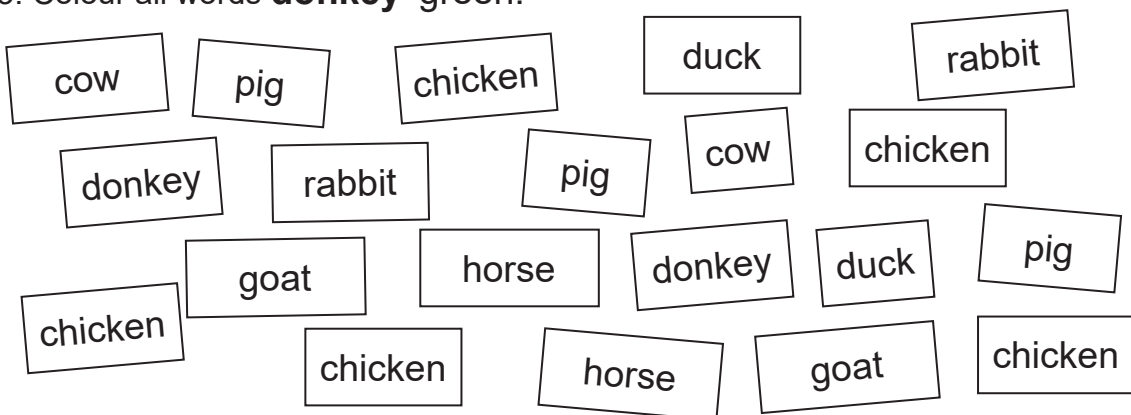 Colour all words donkey green.
cow pig chicken duck rabbit
donkey rabbit pig cow chicken
goat horse donkey duck pig
chicken chicken horse goat chicken